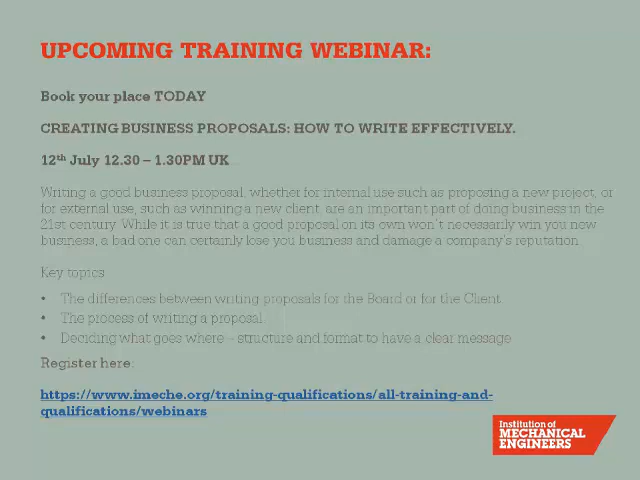 UPCOMING TRAINING WEBINAR:
Book your place TODAY
CREATING BUSINESS PROPOSALS: HOW TO WRITE EFFECTIVELY.
12th July 12.30 – 1.30PM UK
Writing a good business proposal, whether for internal use such as proposing a new project, or
for external use, such as winning a new client, are an important part of doing business in the
21st century. While it is true that a good proposal on its own won't necessarily win you new
business, a bad one can certainly lose you business and damage a company's reputation.
Key topics
• The differences between writing proposals for the Board or for the Client
• The process of writing a proposal
• Deciding what goes where – structure and format to have a clear message
Register here:
https://www.imeche.org/training-qualifications/all-training-and-
qualifications/webinars
Institution of
MECHANICAL
ENGINEERS